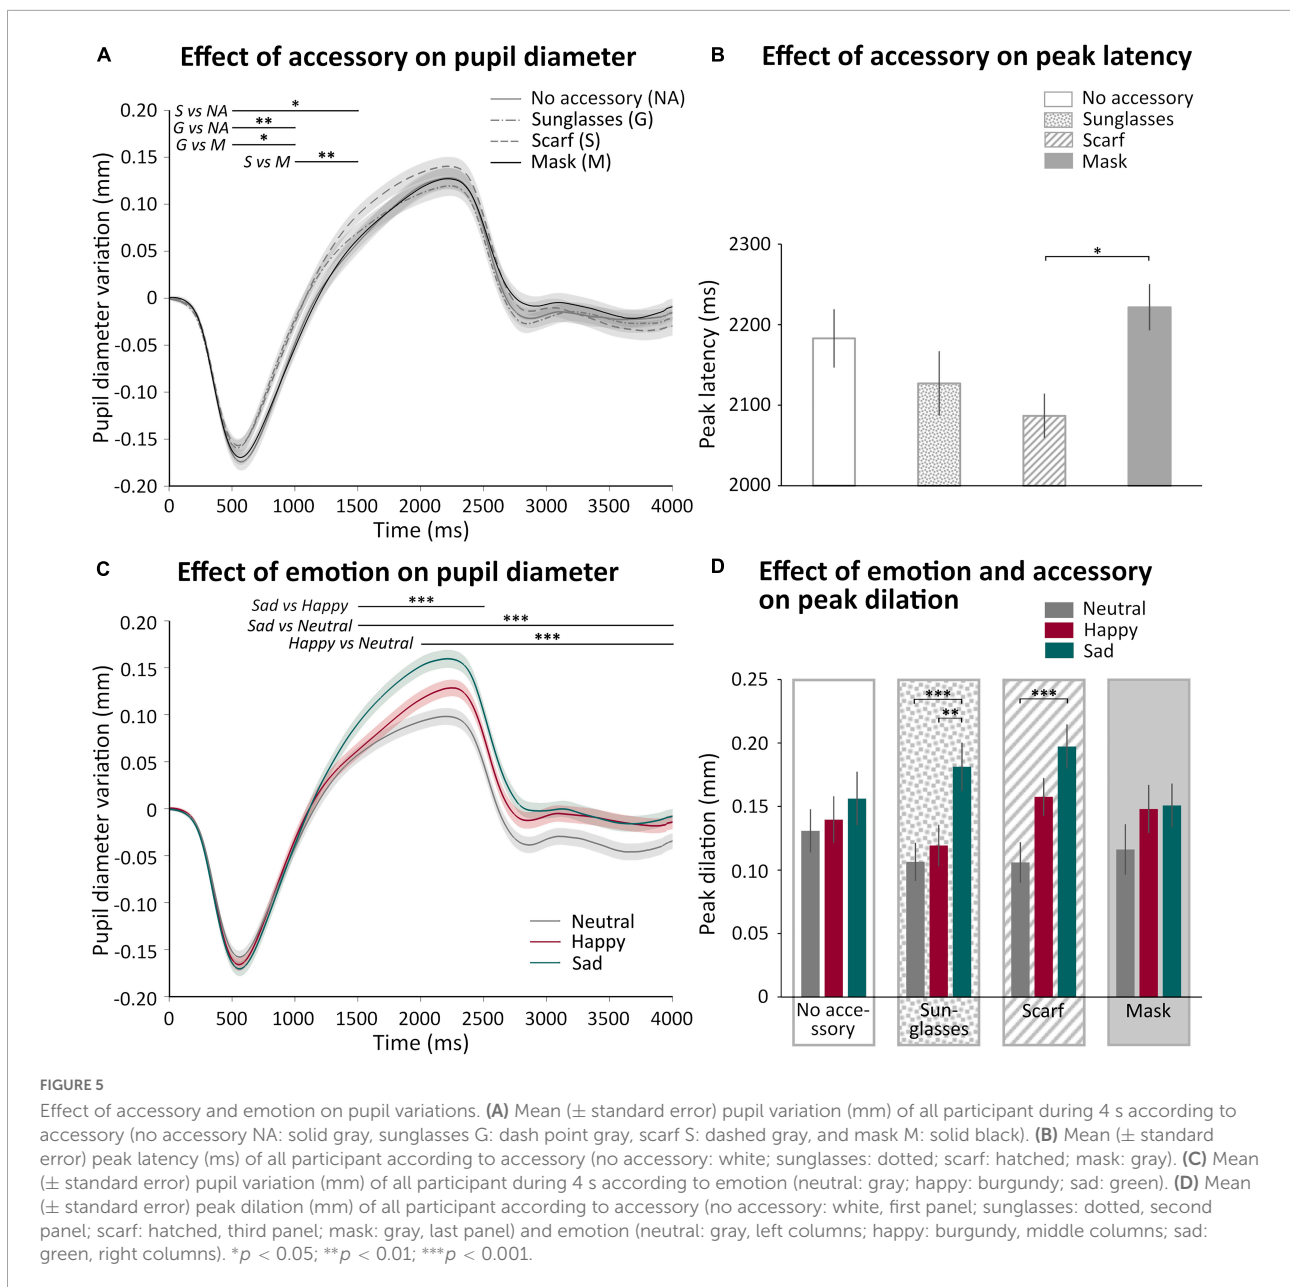 A Effect of accessory on pupil diameter
0.20
0.15
0.10
0.05
0
-0.05
-0.10
-0.15
-0.20
Pupil diameter variation (mm)
S vs NA *
G vs NA **
G vs M *
S vs M **
No accessory (NA)
Sunglasses (G)
Scarf (S)
Mask (M)
0 500 1000 1500 2000 2500 3000 3500 4000
Time (ms)
B Effect of accessory on peak latency
No accessory
Sunglasses
Scarf
Mask
2300
2200
2100
2000
Peak latency (ms)
*
C Effect of emotion on pupil diameter
Sad vs Happy ***
Sad vs Neutral ***
Happy vs Neutral ***
0.20
0.15
0.10
0.05
0
-0.05
-0.10
-0.15
-0.20
Pupil diameter variation (mm)
Neutral
Happy
Sad
0 500 1000 1500 2000 2500 3000 3500 4000
Time (ms)
D Effect of emotion and accessory
on peak dilation
Neutral
Happy
Sad
0.25
0.20
0.15
0.10
0.05
0
Peak dilation (mm)
*** ***
**
No acce-
ssory
Sun-
glasses
Scarf
Mask
FIGURE 5
Effect of accessory and emotion on pupil variations. (A) Mean (± standard error) pupil variation (mm) of all participant during 4 s according to
accessory (no accessory NA: solid gray, sunglasses G: dash point gray, scarf S: dashed gray, and mask M: solid black). (B) Mean (± standard
error) peak latency (ms) of all participant according to accessory (no accessory: white; sunglasses: dotted; scarf: hatched; mask: gray). (C) Mean
(± standard error) pupil variation (mm) of all participant during 4 s according to emotion (neutral: gray; happy: burgundy; sad: green). (D) Mean
(± standard error) peak dilation (mm) of all participant according to accessory (no accessory: white, first panel; sunglasses: dotted, second
panel; scarf: hatched, third panel; mask: gray, last panel) and emotion (neutral: gray, left columns; happy: burgundy, middle columns; sad:
green, right columns). *p < 0.05; **p < 0.01; ***p < 0.001.